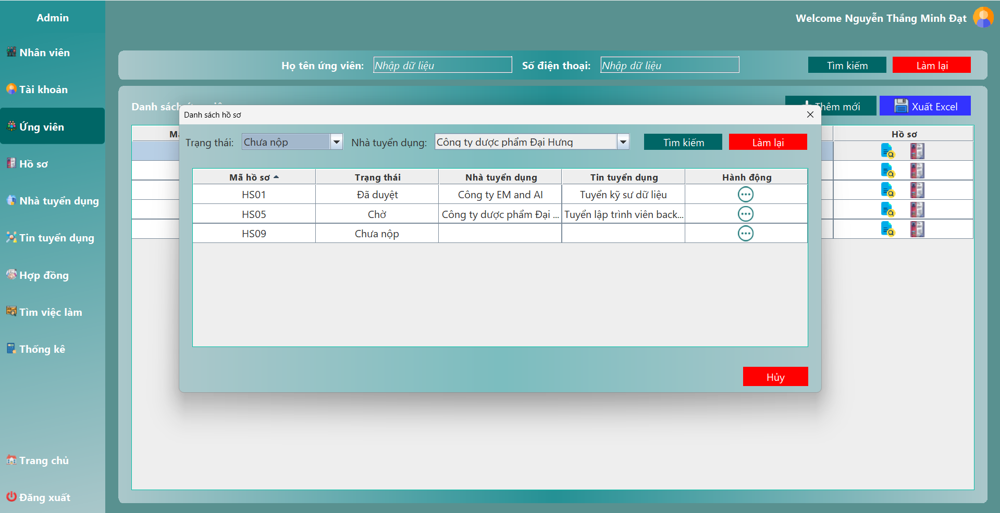 Admin
Welcome Nguyễn Thắng Minh Đạt
Nhân viên
Tài khoản
Ứng viên
Hồ sơ
Nhà tuyển dụng
Tin tuyển dụng
Hợp đồng
Tìm việc làm
Thống kê
Trang chủ
Đăng xuất
Họ tên ứng viên: Nhập dữ liệu Số điện thoại: Nhập dữ liệu Tìm kiếm Làm lại
Danh sách
Thêm mới Xuất Excel
Hồ sơ
Danh sách hồ sơ
Trạng thái: Chưa nộp Nhà tuyển dụng: Công ty dược phẩm Đại Hưng Tìm kiếm Làm lại
Mã hồ sơ Trạng thái Nhà tuyển dụng Tin tuyển dụng Hành động
HS01 Đã duyệt Công ty EM and AI Tuyển kỹ sư dữ liệu
HS05 Chờ Công ty dược phẩm Đại ... Tuyển lập trình viên back...
HS09 Chưa nộp
Hủy